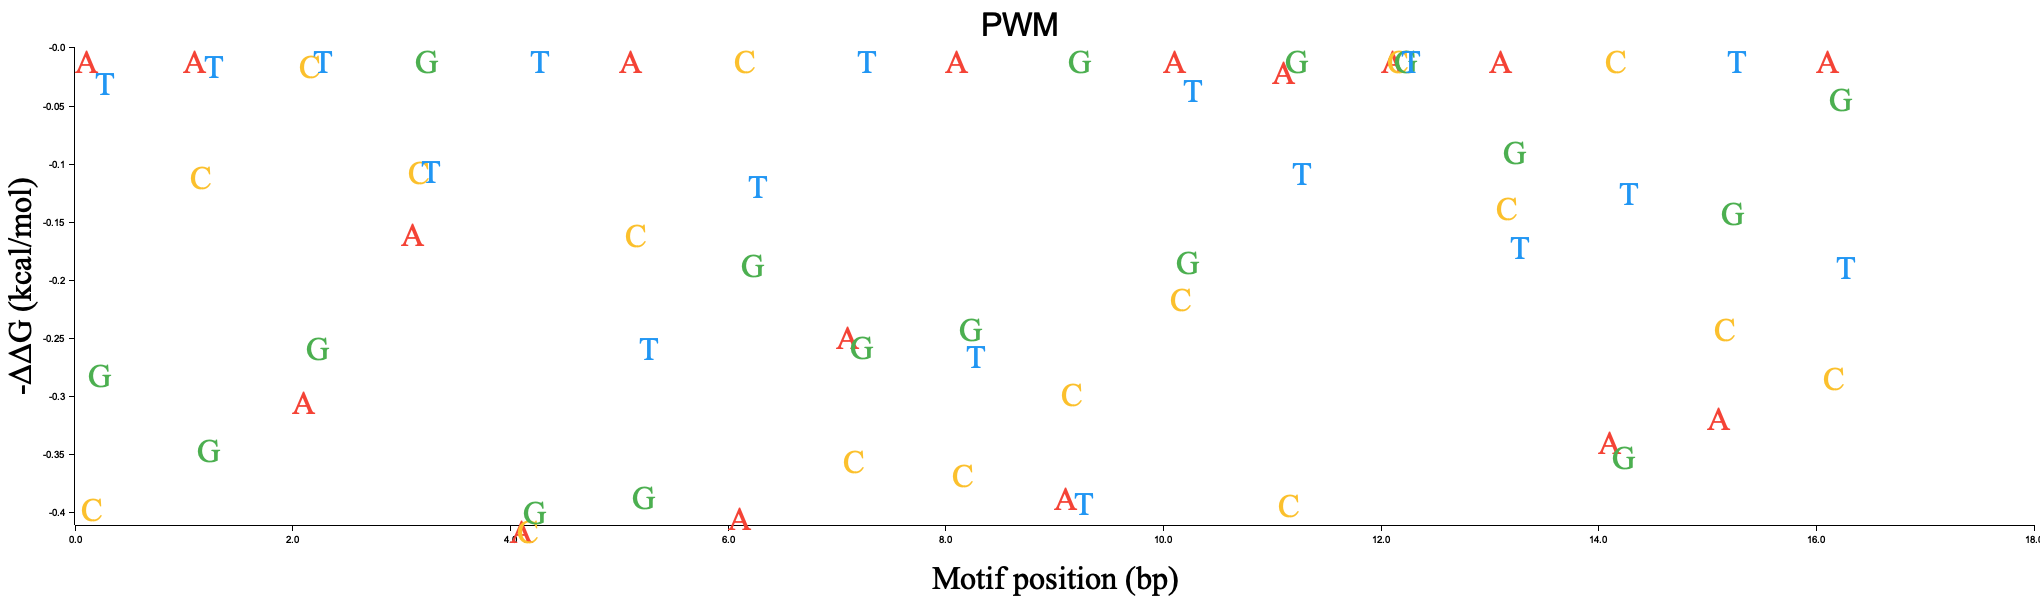 PWM
-0.0
-0.05
-0.1
-0.15
-0.2
-0.25
-0.3
-0.35
-0.4
-ΔΔG (kcal/mol)
A T G C
A T C G
C T G A
G C T A
T G A C
A C T G
C T G A
T A G C
A G T C
G C A T
A T G C
G A T C
A C G T
A G C T
C T A G
T G C A
A G T C
0.0 2.0 4.0 6.0 8.0 10.0 12.0 14.0 16.0 18.0
Motif position (bp)